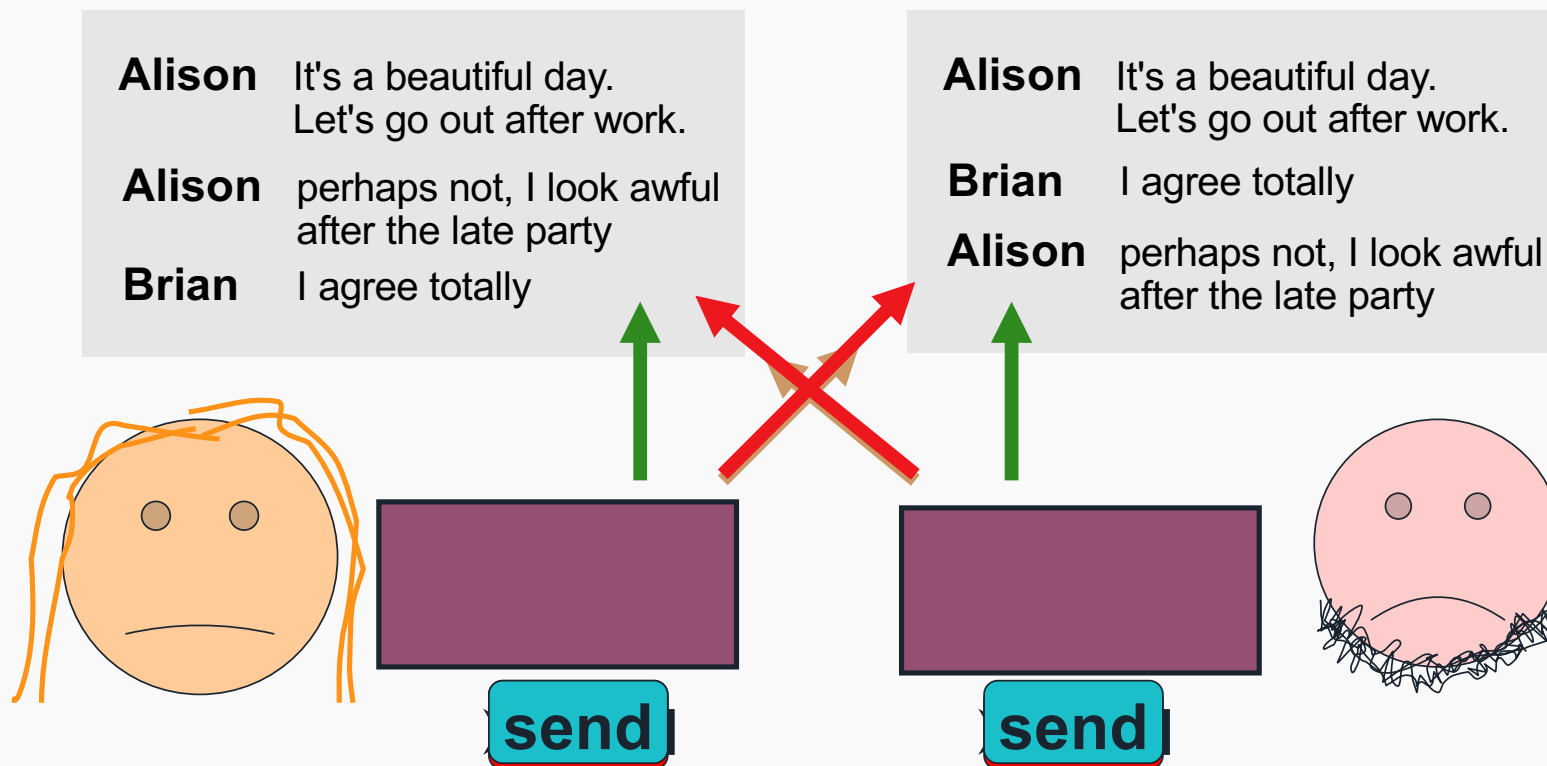 Alison It's a beautiful day.
Let's go out after work.
Alison perhaps not, I look awful
after the late party
Brian I agree totally
Alison It's a beautiful day.
Let's go out after work.
Brian I agree totally
Alison perhaps not, I look awful
after the late party
send
send